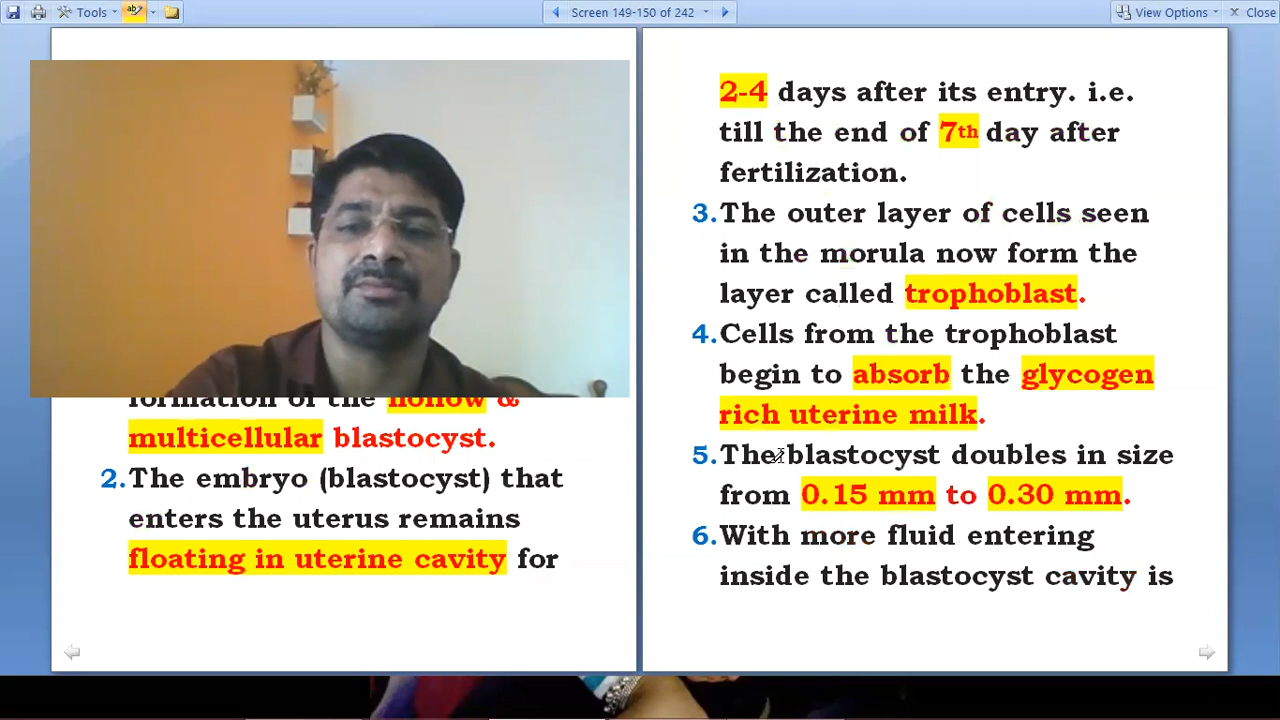 Tools
Screen 149-150 of 242
View Options
Close
formation of the hollow &
multicellular blastocyst.
2. The embryo (blastocyst) that
enters the uterus remains
floating in uterine cavity for
2-4 days after its entry. i.e.
till the end of 7th day after
fertilization.
3. The outer layer of cells seen
in the morula now form the
layer called trophoblast.
4. Cells from the trophoblast
begin to absorb the glycogen
rich uterine milk.
5. The blastocyst doubles in size
from 0.15 mm to 0.30 mm.
6. With more fluid entering
inside the blastocyst cavity is